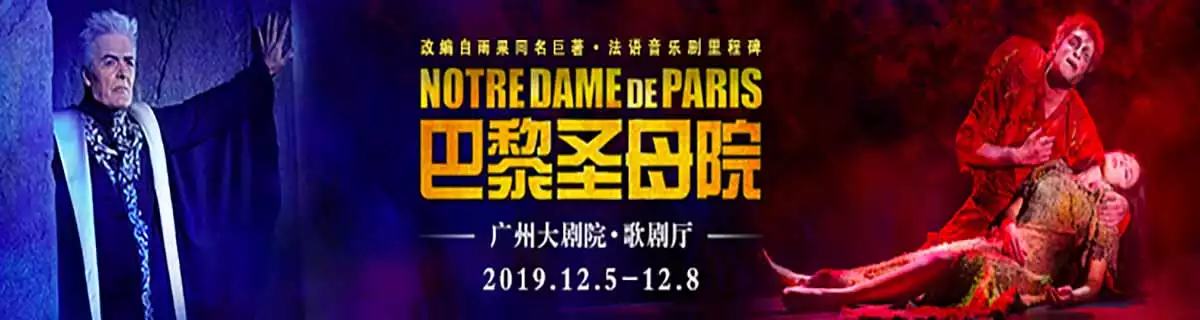 改编自雨果同名巨著·法语音乐剧里程碑
NOTRE DAME DE PARIS
巴黎圣母院
广州大剧院·歌剧厅
2019.12.5-12.8